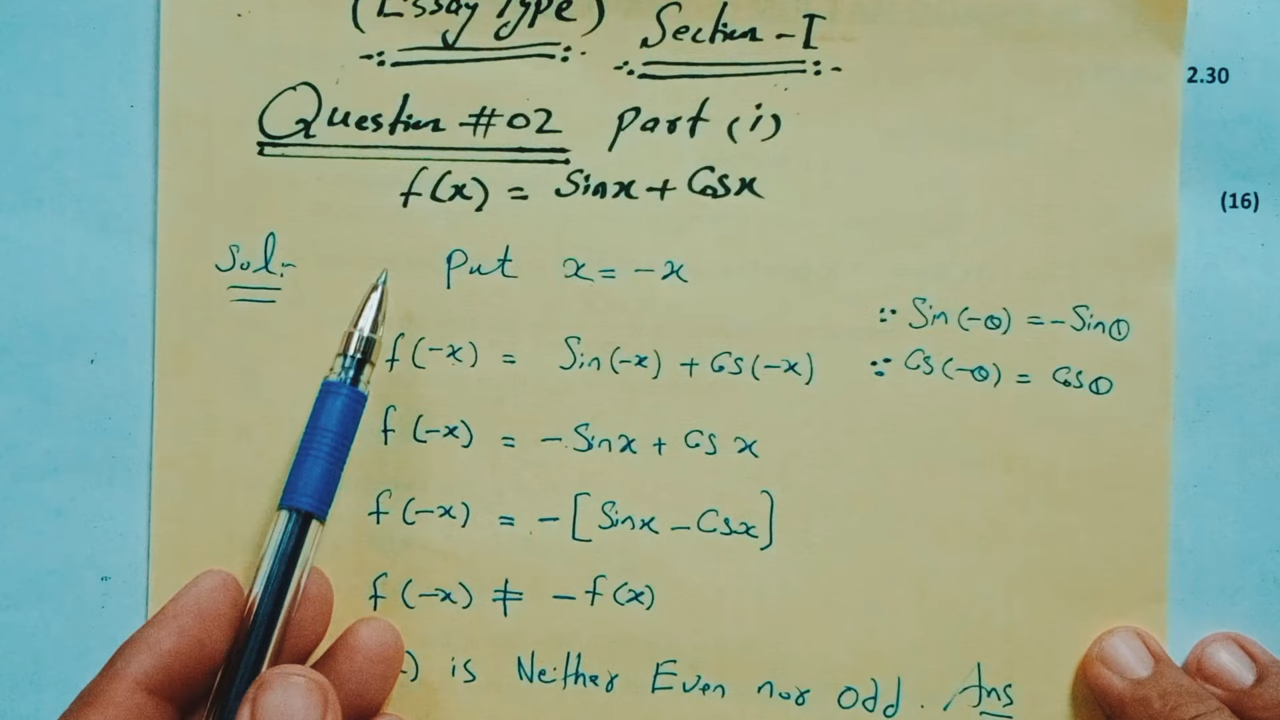 (Essay Type) Section-I
2.30
Question #02 Part (i)
f(x) = Sinx + Cosx
(16)
Sol:-
Put x = -x
f(-x) = Sin(-x) + Cos(-x)
∵ Sin(-θ) = -Sinθ
∵ Cos(-θ) = Cosθ
f(-x) = -Sinx + Cos x
f(-x) = -[Sinx - Cosx]
f(-x) ≠ -f(x)
) is Neither Even nor odd. Ans